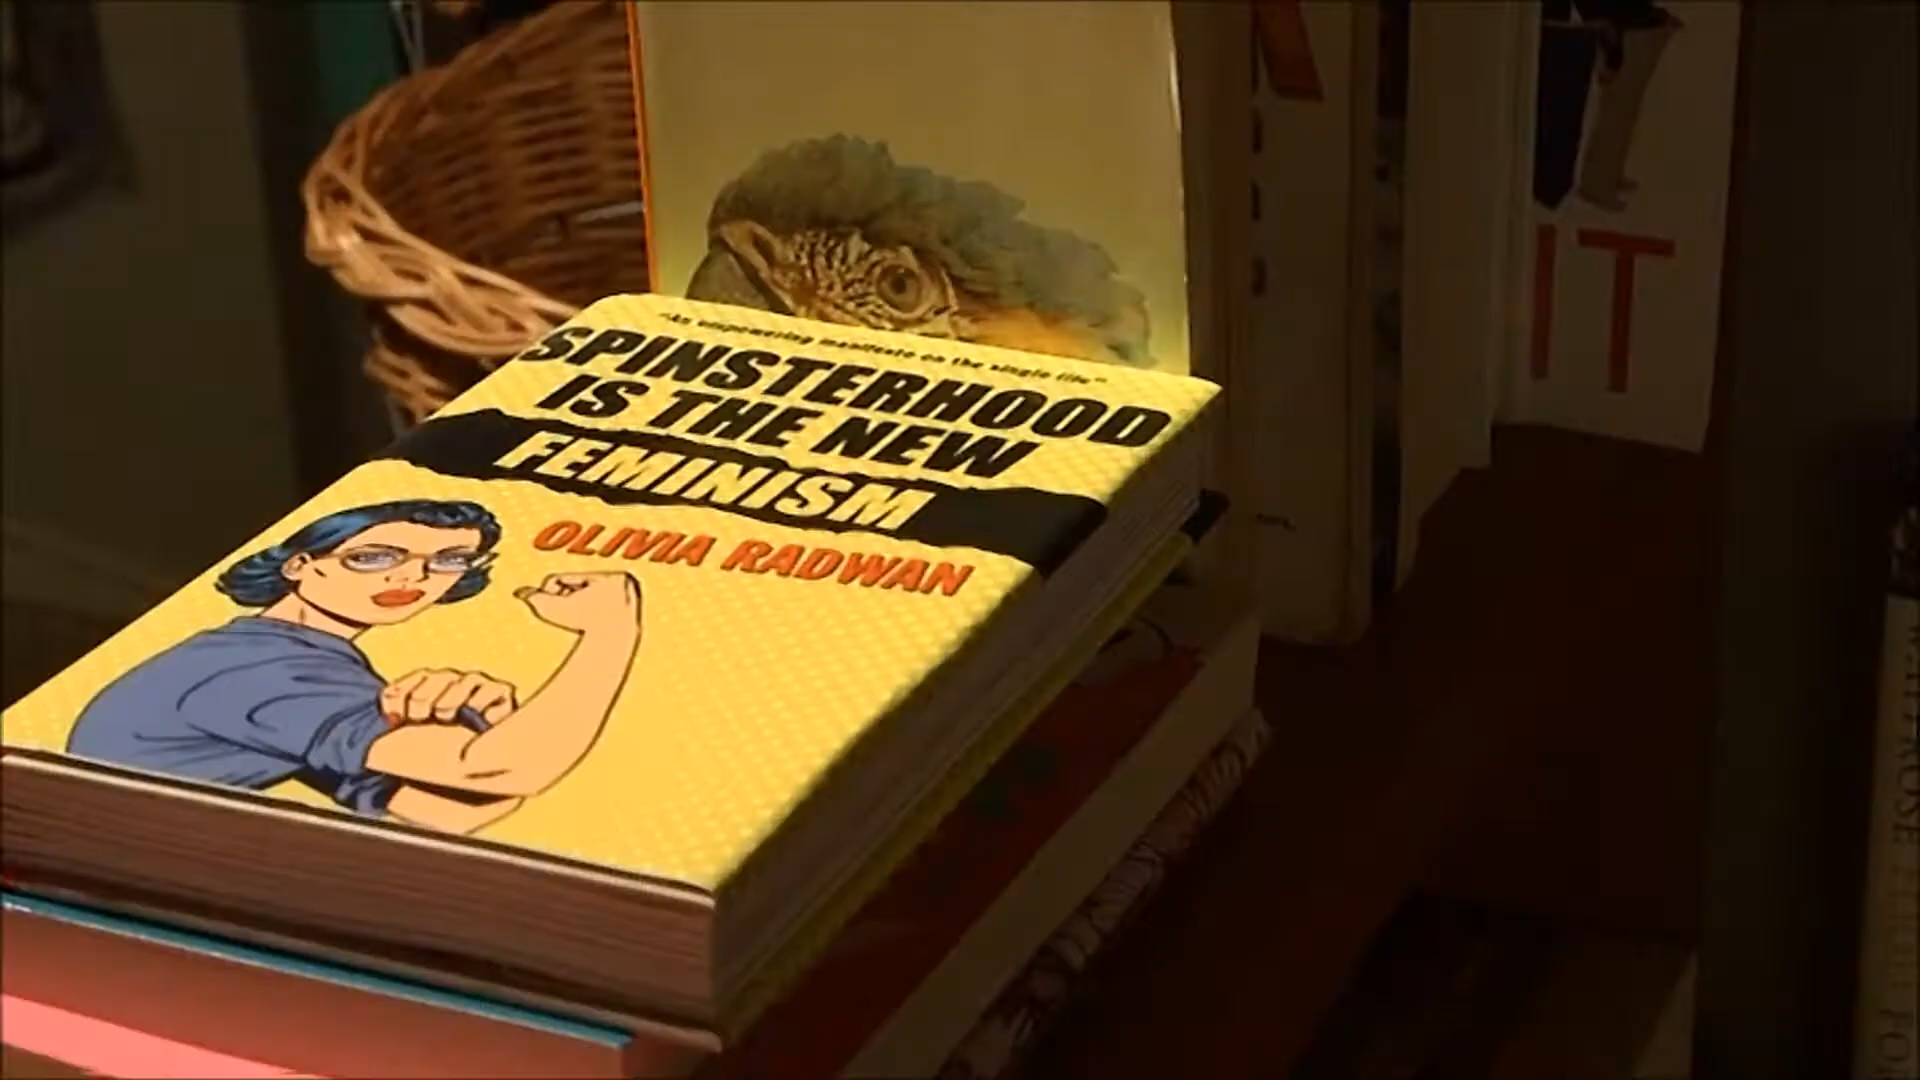 "An empowering manifesto on the single life"
SPINSTERHOOD
IS THE NEW
FEMINISM
OLIVIA RADWAN
IT